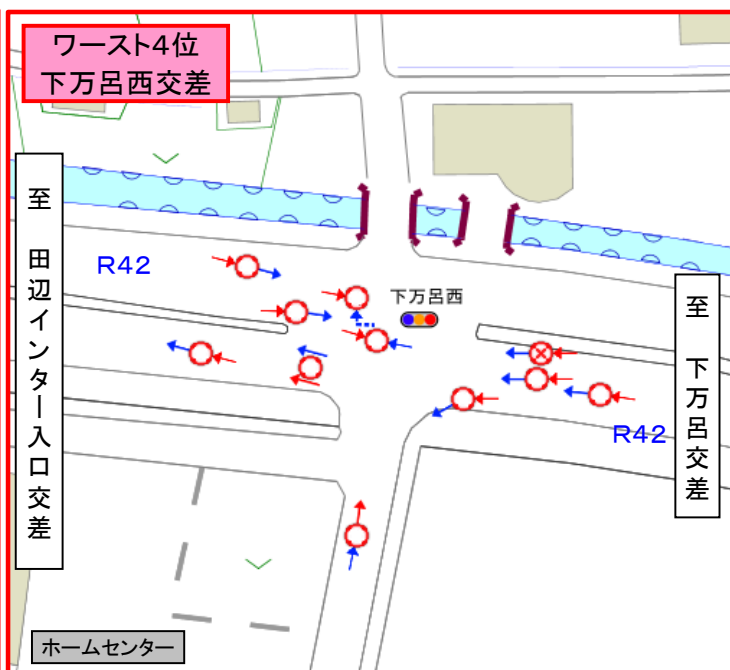 ワースト4位
下万呂西交差
至 田辺インター入口交差
R42
下万呂西
至 下万呂交差
R42
ホームセンター